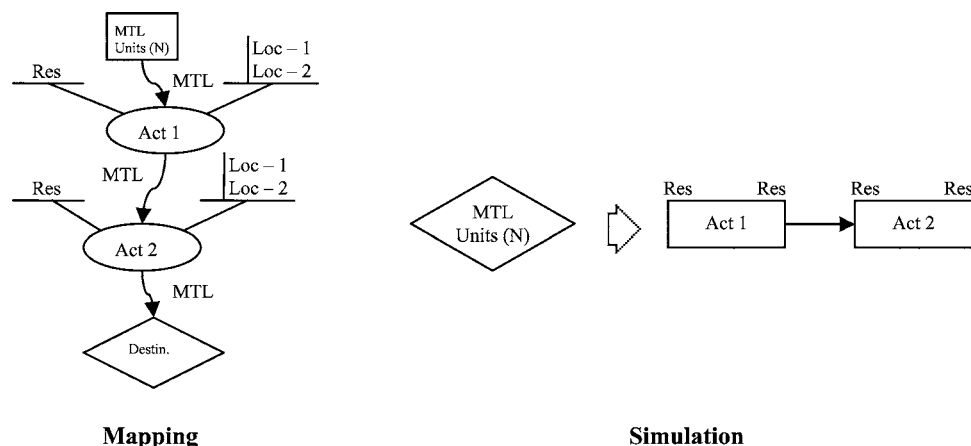 MTL
Units (N)
Loc – 1
Loc – 2
Res
MTL
Act 1
MTL
Loc – 1
Loc – 2
Res
Act 2
MTL
Destin.
Mapping
MTL
Units (N)
Res
Res
Res
Res
Act 1
Act 2
Simulation